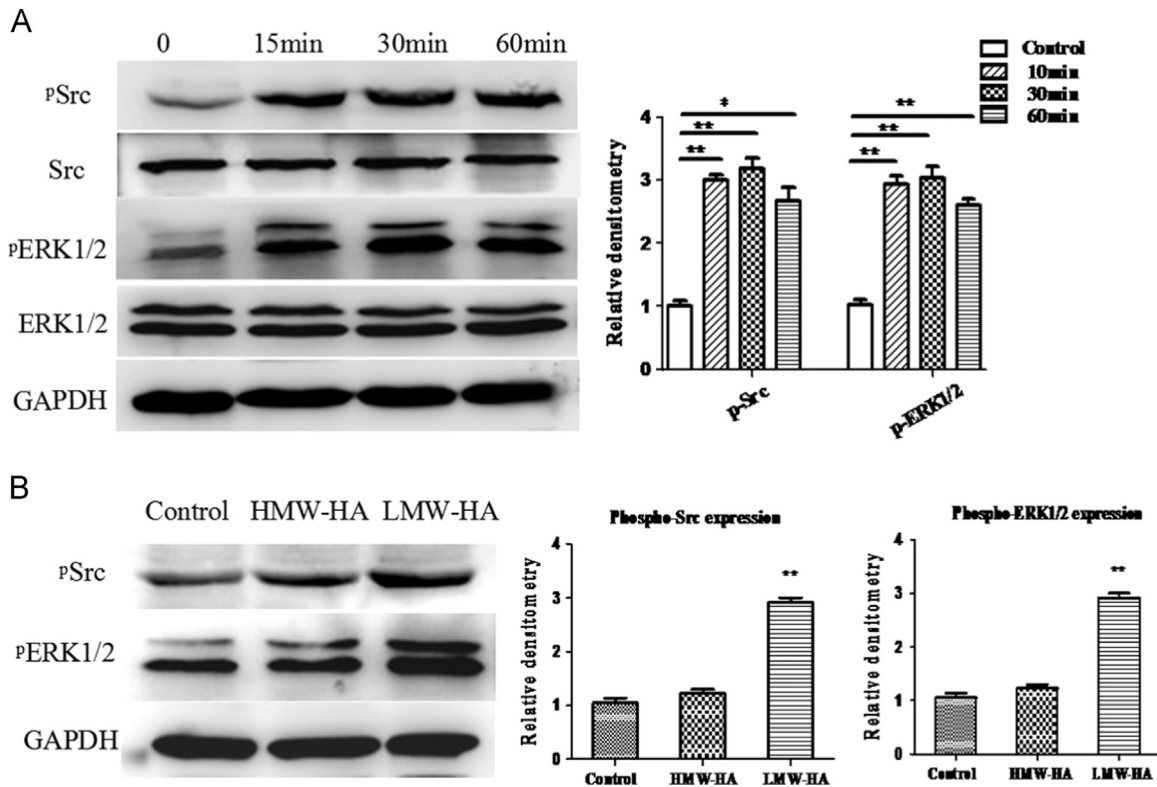 A
0 15min 30min 60min
pSrc
Src
pERK1/2
ERK1/2
GAPDH
Control
10min
30min
60min
* ** **
** ** **
Relative densitometry
4
3
2
1
0
p-Src p-ERK1/2
B
Control HMW-HA LMW-HA
pSrc
pERK1/2
GAPDH
Phospho-Src expression
Relative densitometry
4
3
2
1
0
**
Control HMW-HA LMW-HA
Phospho-ERK1/2 expression
Relative densitometry
4
3
2
1
0
**
Control HMW-HA LMW-HA